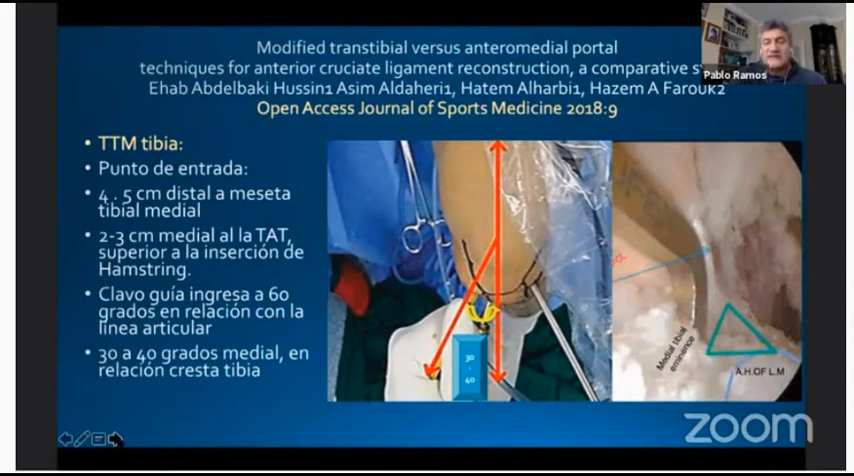 Modified transtibial versus anteromedial portal
techniques for anterior cruciate ligament reconstruction, a comparative s
Ehab Abdelbaki Hussin1 Asim Aldaheri1, Hatem Alharbi1, Hazem A Farouk2
Open Access Journal of Sports Medicine 2018:9
Pablo Ramos
• TTM tibia:
• Punto de entrada:
• 4 . 5 cm distal a meseta
tibial medial
• 2-3 cm medial al la TAT,
superior a la inserción de
Hamstring.
• Clavo guía ingresa a 60
grados en relación con la
línea articular
• 30 a 40 grados medial, en
relación cresta tibia
30
-
40
Medial tibial
eminence
A.H.OF L.M
zoom